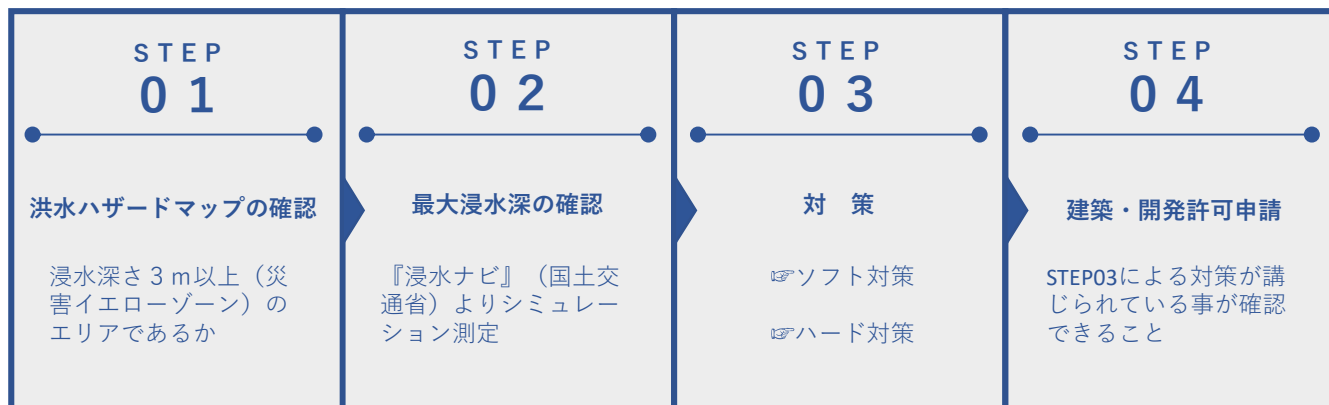 STEP
01
洪水ハザードマップの確認
浸水深さ3m以上（災
害イエローゾーン）の
エリアであるか
STEP
02
最大浸水深の確認
『浸水ナビ』（国土交
通省）よりシミュレー
ション測定
STEP
03
対　策
☞ソフト対策
☞ハード対策
STEP
04
建築・開発許可申請
STEP03による対策が講
じられている事が確認
できること